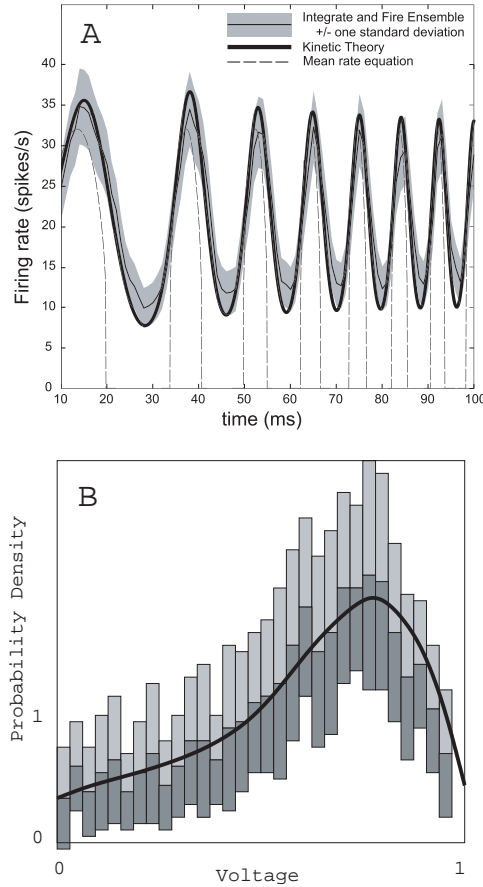 A
Integrate and Fire Ensemble
+/- one standard deviation
Kinetic Theory
Mean rate equation
Firing rate (spikes/s)
40
35
30
25
20
15
10
5
0
10 20 30 40 50 60 70 80 90 100
time (ms)
B
Probability Density
1
0
0 1
Voltage